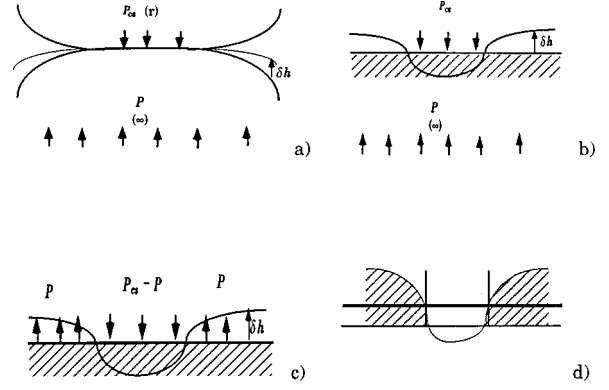 P_cs (r)
δh
P
(∞)
a)
P_cs
δh
P
(∞)
b)
P
P_cs − P
P
δh
c)
d)